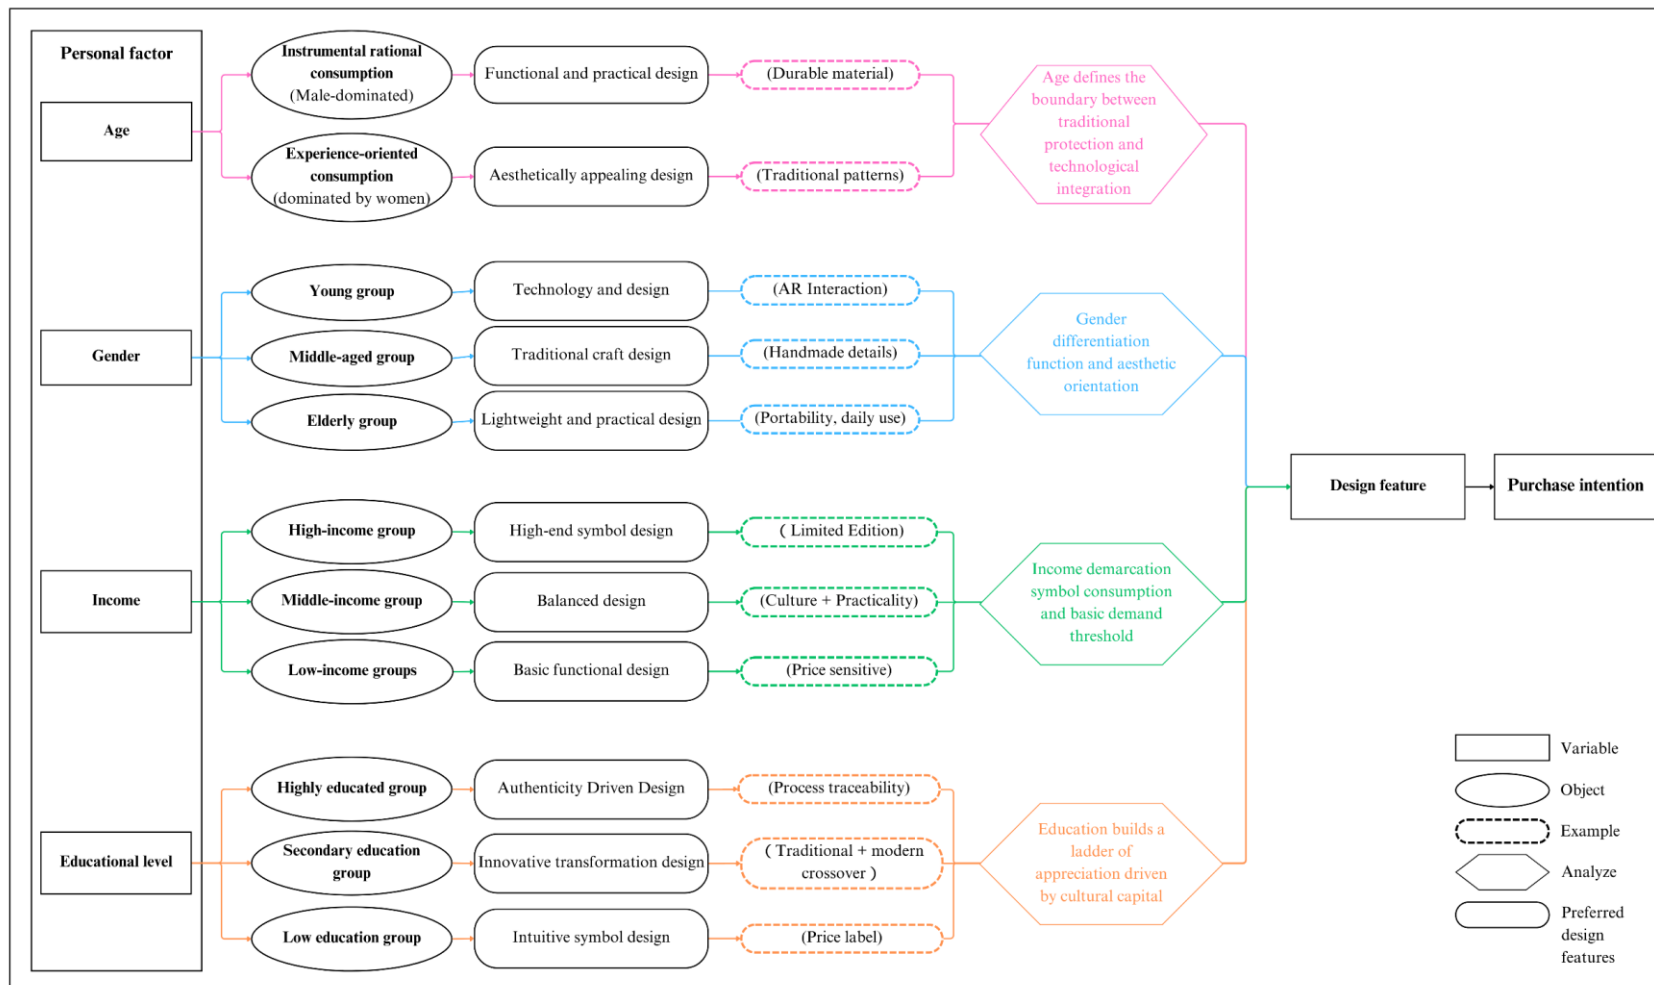 Personal factor
Age
Instrumental rational
consumption
(Male-dominated)
Functional and practical design
(Durable material)
Experience-oriented
consumption
(dominated by women)
Aesthetically appealing design
(Traditional patterns)
Age defines the
boundary between
traditional
protection and
technological
integration
Gender
Young group
Technology and design
(AR Interaction)
Middle-aged group
Traditional craft design
(Handmade details)
Elderly group
Lightweight and practical design
(Portability, daily use)
Gender
differentiation
function and aesthetic
orientation
Income
High-income group
High-end symbol design
( Limited Edition)
Middle-income group
Balanced design
(Culture + Practicality)
Low-income groups
Basic functional design
(Price sensitive)
Income demarcation
symbol consumption
and basic demand
threshold
Educational level
Highly educated group
Authenticity Driven Design
(Process traceability)
Secondary education
group
Innovative transformation design
( Traditional + modern
crossover )
Low education group
Intuitive symbol design
(Price label)
Education builds a
ladder of
appreciation driven
by cultural capital
Design feature
Purchase intention
Variable
Object
Example
Analyze
Preferred
design
features